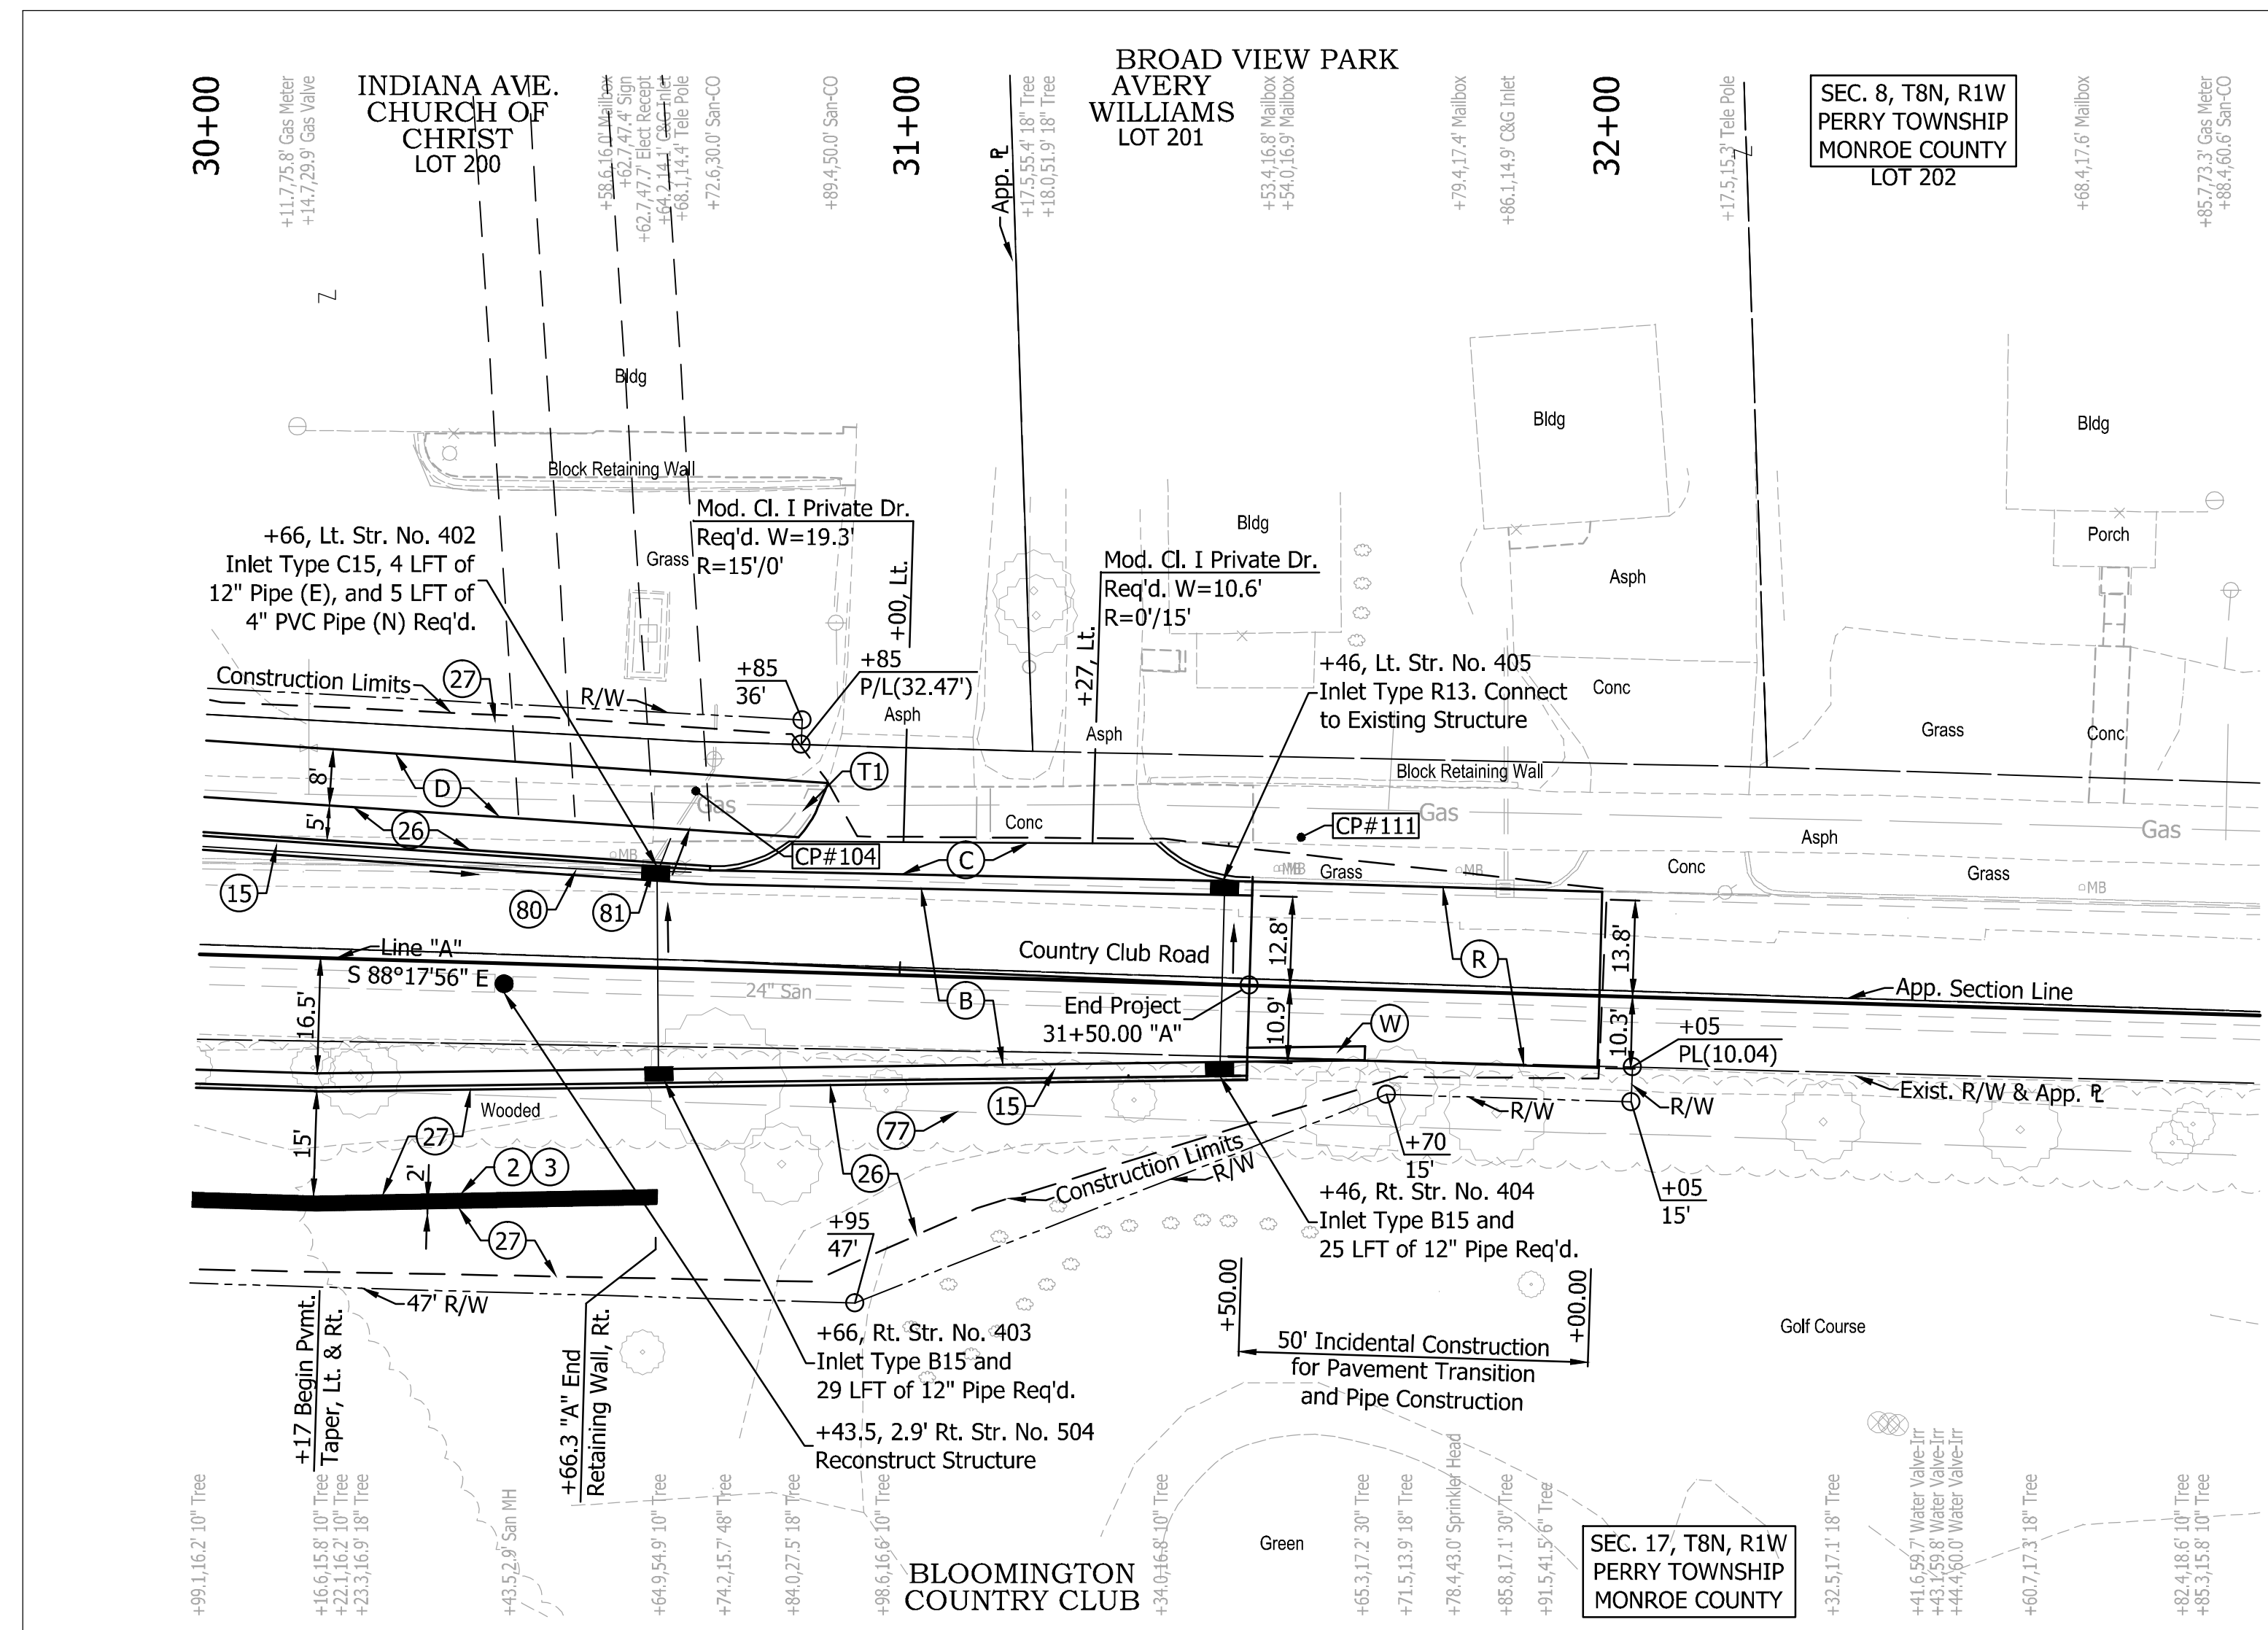 BROAD VIEW PARK
30+00
+11.7,75.8' Gas Meter
+14.7,29.9' Gas Valve
INDIANA AVE.
CHURCH OF
CHRIST
LOT 200
+58.6,16.0' Mailbox
+62.7,47.4' Sign
+62.7,47.7' Elect Recept
+64.2,14.1' C&G Inlet
+68.1,14.4' Tele Pole
+72.6,30.0' San-CO
+89.4,50.0' San-CO
31+00
App. PL
+17.5,55.4' 18" Tree
+18.0,51.9' 18" Tree
AVERY
WILLIAMS
LOT 201
+53.4,16.8' Mailbox
+54.0,16.9' Mailbox
+79.4,17.4' Mailbox
+86.1,14.9' C&G Inlet
32+00
+17.5,15.3' Tele Pole
SEC. 8, T8N, R1W
PERRY TOWNSHIP
MONROE COUNTY
LOT 202
+68.4,17.6' Mailbox
+85.7,73.3' Gas Meter
+88.4,60.6' San-CO
Bldg
Bldg
Bldg
Block Retaining Wall
Mod. Cl. I Private Dr.
Req'd. W=19.3'
R=15'/0'
+00, Lt.
Grass
+66, Lt. Str. No. 402
Inlet Type C15, 4 LFT of
12" Pipe (E), and 5 LFT of
4" PVC Pipe (N) Req'd.
Bldg
Mod. Cl. I Private Dr.
Req'd. W=10.6'
R=0'/15'
+27, Lt.
Porch
Asph
Construction Limits
27
R/W
+85
36'
+85
P/L(32.47')
Asph
Asph
+46, Lt. Str. No. 405
Inlet Type R13. Connect
to Existing Structure
Conc
Grass
Conc
8'
D
T1
Block Retaining Wall
5'
26
Gas
CP#104
Conc
C
CP#111
Gas
Asph
Gas
15
80
81
MB
MB
Grass
MB
Conc
Grass
MB
Line "A"
S 88°17'56" E
16.5'
24" San
B
Country Club Road
End Project
31+50.00 "A"
12.8'
10.9'
R
W
13.8'
10.3'
App. Section Line
+05
PL(10.04)
Exist. R/W & App. PL
Wooded
15'
27
2
3
2'
27
77
15
26
Construction Limits
R/W
R/W
R/W
+70
15'
+05
15'
+46, Rt. Str. No. 404
Inlet Type B15 and
25 LFT of 12" Pipe Req'd.
+95
47'
47' R/W
+17 Begin Pvmt.
Taper, Lt. & Rt.
+66.3 "A" End
Retaining Wall, Rt.
+66, Rt. Str. No. 403
Inlet Type B15 and
29 LFT of 12" Pipe Req'd.
+43.5, 2.9' Rt. Str. No. 504
Reconstruct Structure
+50.00
+00.00
50' Incidental Construction
for Pavement Transition
and Pipe Construction
Golf Course
Green
+99.1,16.2' 10" Tree
+16.6,15.8' 10" Tree
+22.1,16.2' 10" Tree
+23.3,16.9' 18" Tree
+43.5,2.9' San MH
+64.9,54.9' 10" Tree
+74.2,15.7' 48" Tree
+84.0,27.5' 18" Tree
+98.6,16.6' 10" Tree
BLOOMINGTON
COUNTRY CLUB
+34.0,16.8' 10" Tree
+65.3,17.2' 30" Tree
+71.5,13.9' 18" Tree
+78.4,43.0' Sprinkler Head
+85.8,17.1' 30" Tree
+91.5,41.5' 6" Tree
SEC. 17, T8N, R1W
PERRY TOWNSHIP
MONROE COUNTY
+32.5,17.1' 18" Tree
+41.6,59.7' Water Valve-Irr
+43.1,59.8' Water Valve-Irr
+44.4,60.0' Water Valve-Irr
+60.7,17.3' 18" Tree
+82.4,18.6' 10" Tree
+85.3,15.8' 10" Tree